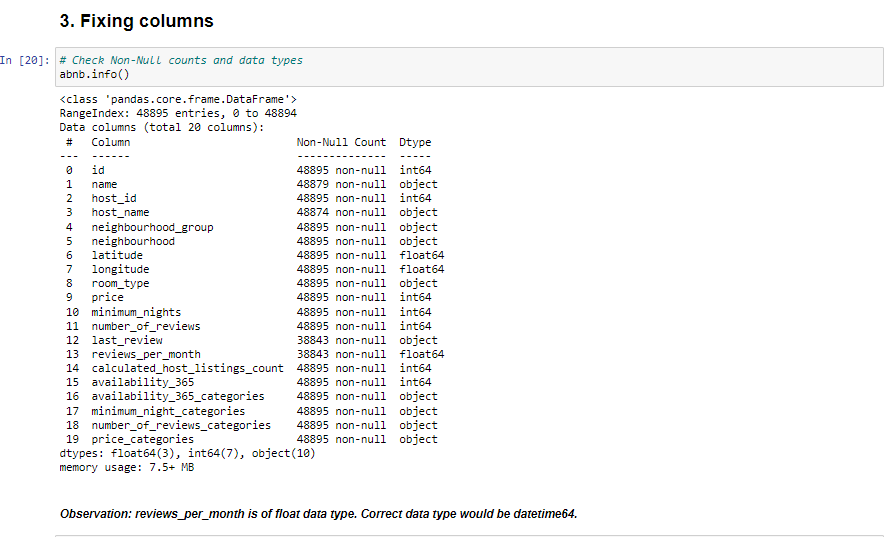 3. Fixing columns
In [20]: # Check Non-Null counts and data types
abnb.info()
<class 'pandas.core.frame.DataFrame'>
RangeIndex: 48895 entries, 0 to 48894
Data columns (total 20 columns):
 #   Column                          Non-Null Count  Dtype
---  ------                          --------------  -----
 0   id                              48895 non-null  int64
 1   name                            48879 non-null  object
 2   host_id                         48895 non-null  int64
 3   host_name                       48874 non-null  object
 4   neighbourhood_group             48895 non-null  object
 5   neighbourhood                   48895 non-null  object
 6   latitude                        48895 non-null  float64
 7   longitude                       48895 non-null  float64
 8   room_type                       48895 non-null  object
 9   price                           48895 non-null  int64
 10  minimum_nights                  48895 non-null  int64
 11  number_of_reviews               48895 non-null  int64
 12  last_review                     38843 non-null  object
 13  reviews_per_month               38843 non-null  float64
 14  calculated_host_listings_count  48895 non-null  int64
 15  availability_365                48895 non-null  int64
 16  availability_365_categories     48895 non-null  object
 17  minimum_night_categories        48895 non-null  object
 18  number_of_reviews_categories    48895 non-null  object
 19  price_categories                48895 non-null  object
dtypes: float64(3), int64(7), object(10)
memory usage: 7.5+ MB
Observation: reviews_per_month is of float data type. Correct data type would be datetime64.